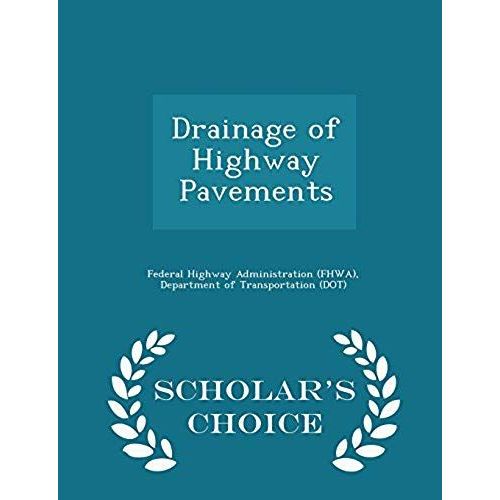 Drainage of
Highway
Pavements
Federal Highway Administration (FHWA),
Department of Transportation (DOT)
SCHOLAR'S
CHOICE